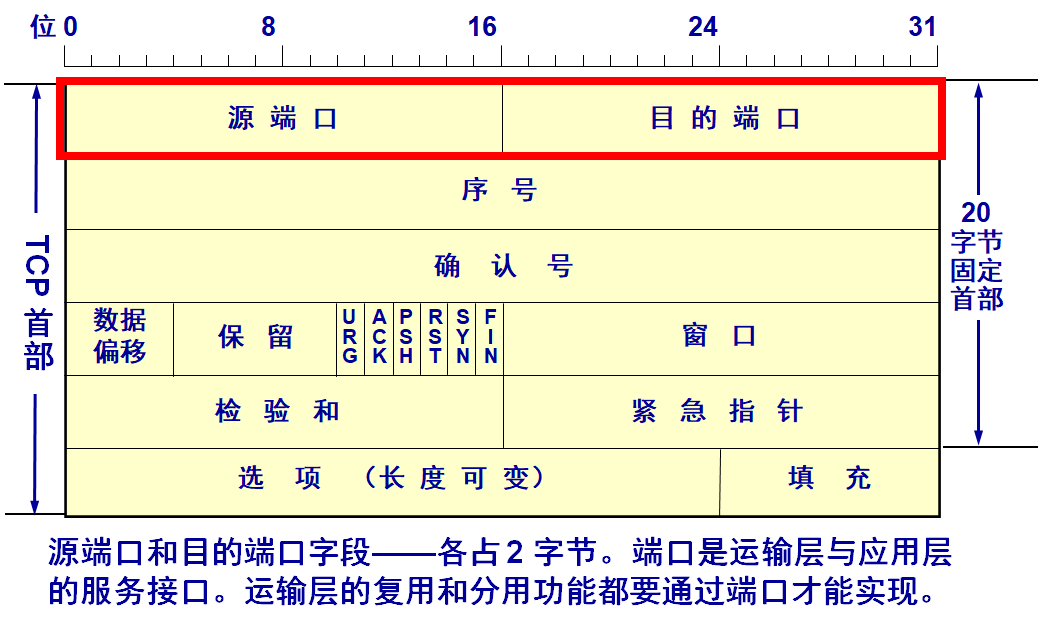 位 0 8 16 24 31
源端口 目的端口
序号
确认号
数据偏移 保留 URG ACK PSH RST SYN FIN 窗口
检验和 紧急指针
选项（长度可变） 填充
TCP首部
20字节固定首部
源端口和目的端口字段——各占2字节。端口是运输层与应用层
的服务接口。运输层的复用和分用功能都要通过端口才能实现。